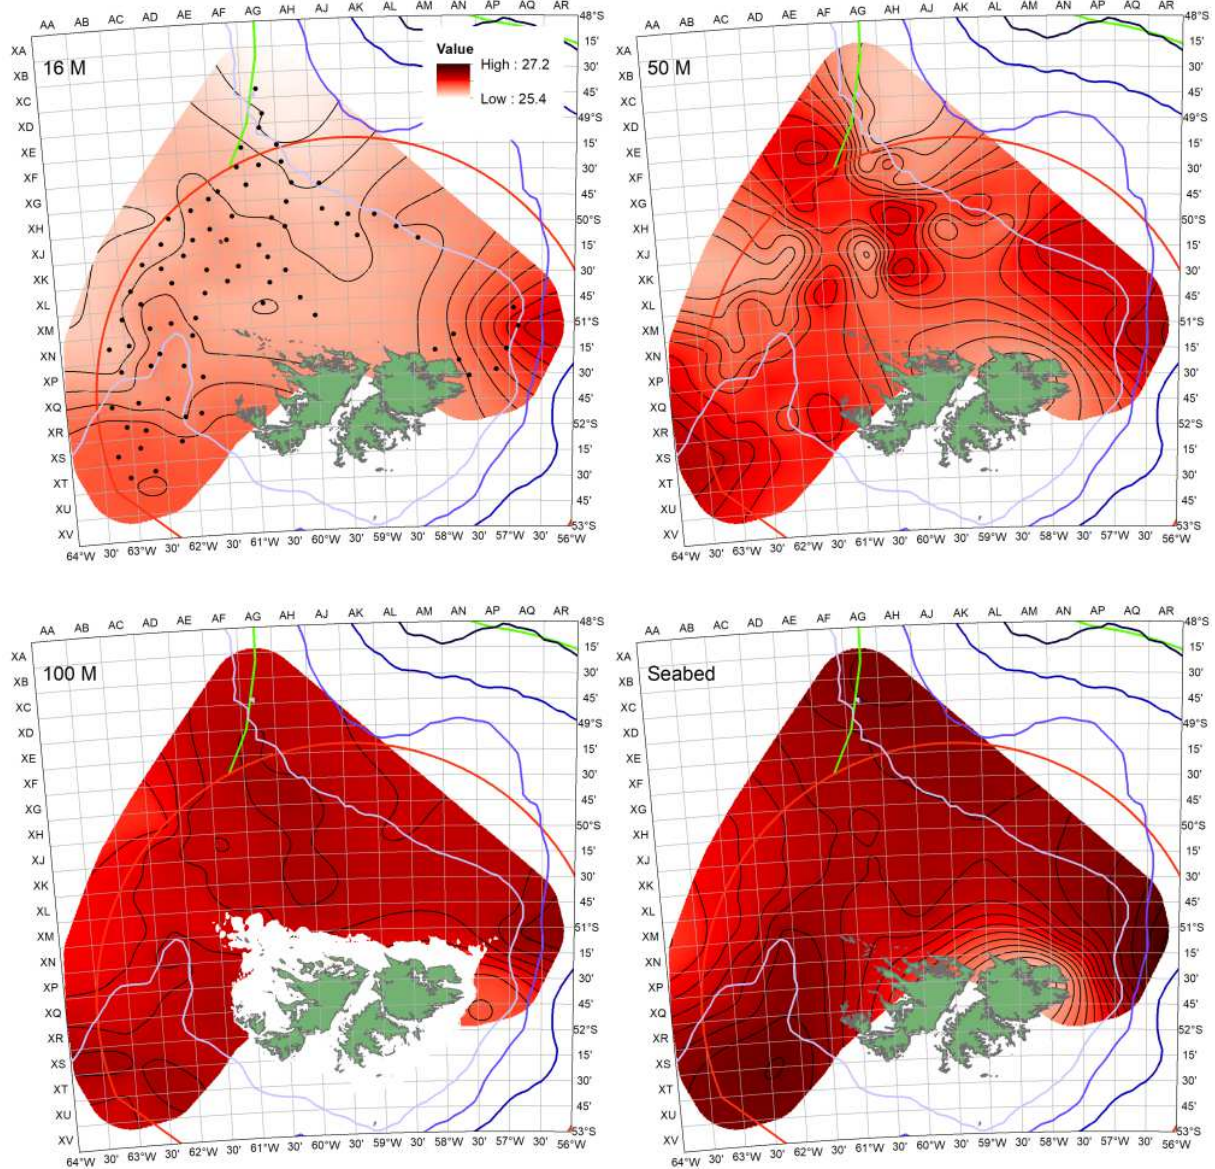 AA AB AC AD AE AF AG AH AJ AK AL AM AN AP AQ AR
48°S
15'
30'
45'
49°S
15'
30'
45'
50°S
15'
30'
45'
51°S
15'
30'
45'
52°S
15'
30'
45'
53°S
XA
XB
XC
XD
XE
XF
XG
XH
XJ
XK
XL
XM
XN
XP
XQ
XR
XS
XT
XU
XV
16 M
Value
High : 27.2
Low : 25.4
64°W 30' 63°W 30' 62°W 30' 61°W 30' 60°W 30' 59°W 30' 58°W 30' 57°W 30' 56°W
AA AB AC AD AE AF AG AH AJ AK AL AM AN AP AQ AR
48°S
15'
30'
45'
49°S
15'
30'
45'
50°S
15'
30'
45'
51°S
15'
30'
45'
52°S
15'
30'
45'
53°S
XA
XB
XC
XD
XE
XF
XG
XH
XJ
XK
XL
XM
XN
XP
XQ
XR
XS
XT
XU
XV
50 M
64°W 30' 63°W 30' 62°W 30' 61°W 30' 60°W 30' 59°W 30' 58°W 30' 57°W 30' 56°W
AA AB AC AD AE AF AG AH AJ AK AL AM AN AP AQ AR
48°S
15'
30'
45'
49°S
15'
30'
45'
50°S
15'
30'
45'
51°S
15'
30'
45'
52°S
15'
30'
45'
53°S
XA
XB
XC
XD
XE
XF
XG
XH
XJ
XK
XL
XM
XN
XP
XQ
XR
XS
XT
XU
XV
100 M
64°W 30' 63°W 30' 62°W 30' 61°W 30' 60°W 30' 59°W 30' 58°W 30' 57°W 30' 56°W
AA AB AC AD AE AF AG AH AJ AK AL AM AN AP AQ AR
48°S
15'
30'
45'
49°S
15'
30'
45'
50°S
15'
30'
45'
51°S
15'
30'
45'
52°S
15'
30'
45'
53°S
XA
XB
XC
XD
XE
XF
XG
XH
XJ
XK
XL
XM
XN
XP
XQ
XR
XS
XT
XU
XV
Seabed
64°W 30' 63°W 30' 62°W 30' 61°W 30' 60°W 30' 59°W 30' 58°W 30' 57°W 30' 56°W